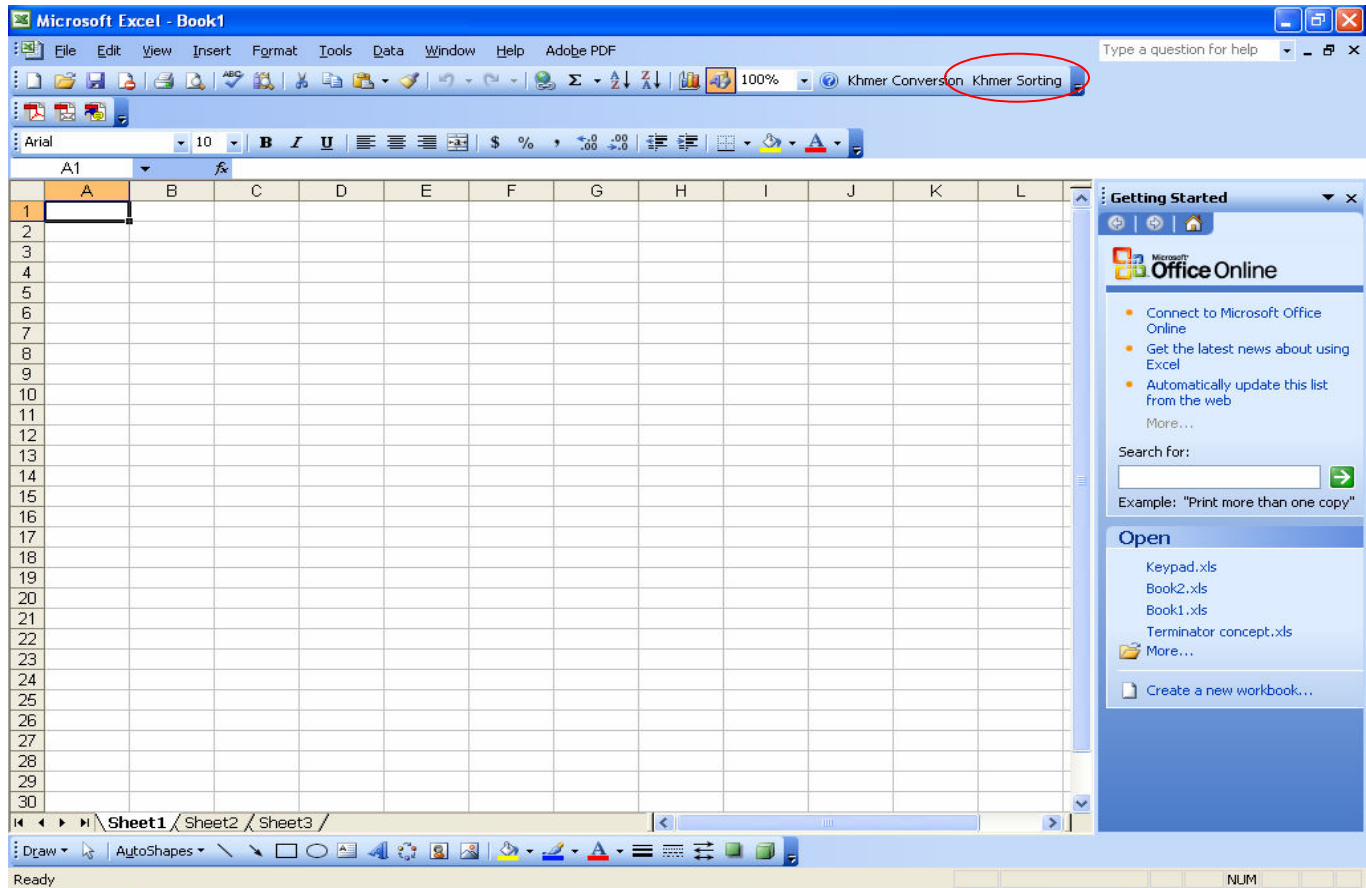 Microsoft Excel - Book1
File Edit View Insert Format Tools Data Window Help Adobe PDF Type a question for help
100% Khmer Conversion Khmer Sorting
Arial 10 B I U $ % ,
A1 fx
A B C D E F G H I J K L
1
2
3
4
5
6
7
8
9
10
11
12
13
14
15
16
17
18
19
20
21
22
23
24
25
26
27
28
29
30
Getting Started
Microsoft
Office Online
Connect to Microsoft Office
Online
Get the latest news about using
Excel
Automatically update this list
from the web
More...
Search for:
Example: "Print more than one copy"
Open
Keypad.xls
Book2.xls
Book1.xls
Terminator concept.xls
More...
Create a new workbook...
Sheet1 Sheet2 Sheet3
Draw AutoShapes A
Ready NUM